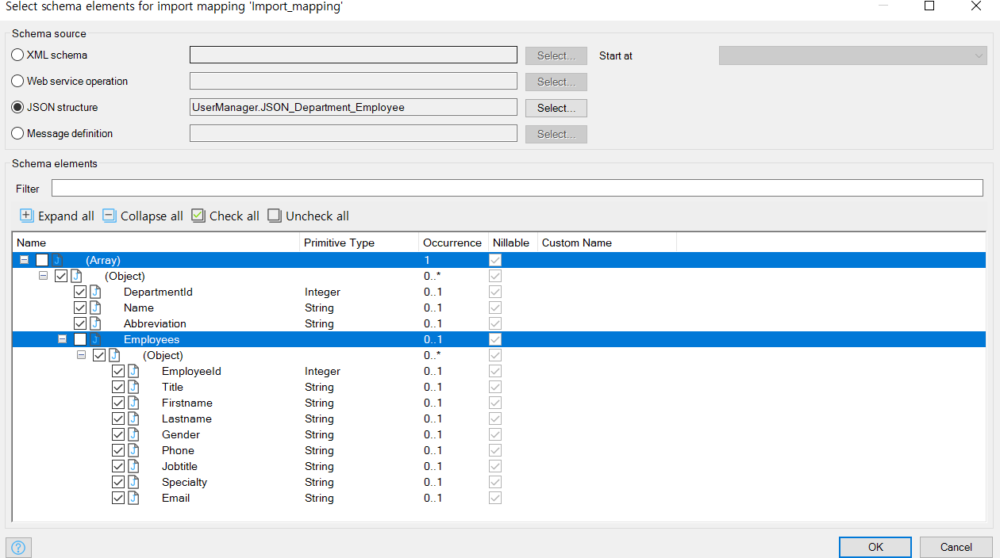 Select schema elements for import mapping 'Import_mapping'
Schema source
XML schema Select... Start at
Web service operation Select...
JSON structure UserManager.JSON_Department_Employee Select...
Message definition Select...
Schema elements
Filter
Expand all Collapse all Check all Uncheck all
Name Primitive Type Occurrence Nillable Custom Name
(Array) 1
(Object) 0..*
DepartmentId Integer 0..1
Name String 0..1
Abbreviation String 0..1
Employees 0..1
(Object) 0..*
EmployeeId Integer 0..1
Title String 0..1
Firstname String 0..1
Lastname String 0..1
Gender String 0..1
Phone String 0..1
Jobtitle String 0..1
Specialty String 0..1
Email String 0..1
OK Cancel